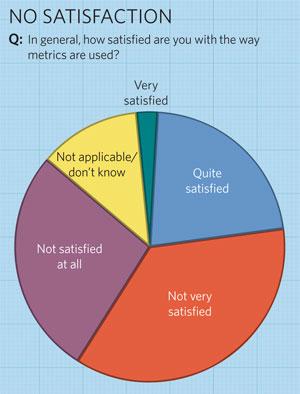 NO SATISFACTION
Q: In general, how satisfied are you with the way
metrics are used?
Very
satisfied
Not applicable/
don't know
Quite
satisfied
Not satisfied
at all
Not very
satisfied